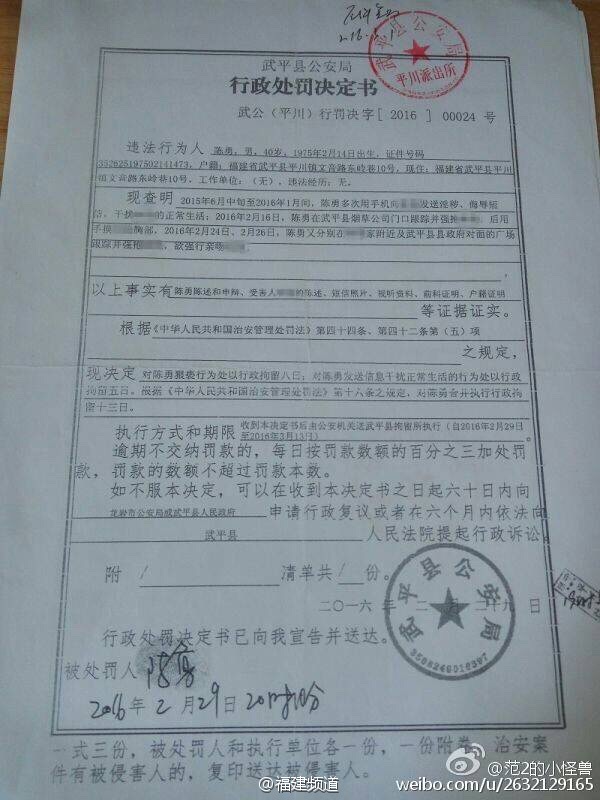 武平县公安局
平川派出所
武平县公安局
行政处罚决定书
武公（平川）行罚决字［2016］00024 号
违法行为人 陈勇，男，40岁，1975年2月14日出生，证件号码
352625197502141473，户籍：福建省武平县平川镇文音路东岭巷10号，现住：福建省武平县平川
镇文音路东岭巷10号，工作单位：（无），违法经历：无。
现查明 2015年6月中旬至2016年1月间，陈勇多次用手机向 发送淫秽、侮辱短
信，干扰 的正常生活；2016年2月16日，陈勇在武平县烟草公司门口跟踪并强抱 后用
手摸 胸部，2016年2月24日、2月26日，陈勇又分别在 家附近及武平县县政府对面的广场
跟踪并强抱 ，欲强行亲吻
以上事实有 陈勇陈述和申辩、受害人 的陈述、短信照片、视听资料、前科证明、户籍证明
等证据证实。
根据《中华人民共和国治安管理处罚法》第四十四条、第四十二条第（五）项
之规定，
现决定 对陈勇猥亵行为处以行政拘留八日；对陈勇发送信息干扰正常生活的行为处以行政
拘留五日。根据《中华人民共和国治安管理处罚法》第十六条之规定，对陈勇合并执行行政拘
留十三日。
执行方式和期限 收到本决定书后由公安机关送武平县拘留所执行（自2016年2月29日
至2016年3月13日）
逾期不交纳罚款的，每日按罚款数额的百分之三加处罚
款，罚款的数额不超过罚款本数。
如不服本决定，可以在收到本决定书之日起六十日内向
龙岩市公安局或武平县人民政府 申请行政复议或者在六个月内依法向
武平县 人民法院提起行政诉讼。
附 / 清单共 / 份。
武平县公安局
3508260016397
二〇一六 年 二 月 二十九 日
行政处罚决定书已向我宣告并送达。
被处罚人 陈勇
2016年 2 月 29 日 20时 分
一式三份，被处罚人和执行单位各一份，一份附卷。治安案
件有被侵害人的，复印送达被侵害人。
@福建频道
@范2的小怪兽
weibo.com/u/2632129165